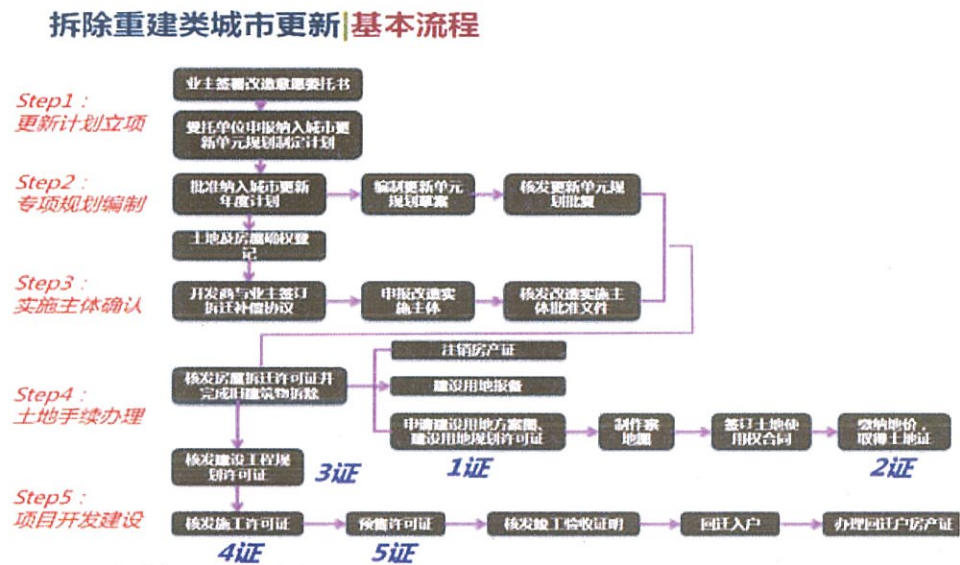 拆除重建类城市更新|基本流程
Step1：
更新计划立项
业主签署改造意愿委托书
委托单位申报纳入城市更
新单元规划制定计划
Step2：
专项规划编制
批准纳入城市更新
年度计划
编制更新单元
规划草案
核发更新单元规
划批复
土地及房屋确权登
记
Step3：
实施主体确认
开发商与业主签订
拆迁补偿协议
申报改造实
施主体
核发改造实施主
体批准文件
Step4：
土地手续办理
核发房屋拆迁许可证并
完成旧建筑物拆除
注销房产证
建设用地报备
申请建设用地方案图、
建设用地规划许可证
1证
制作宗
地图
签订土地使
用权合同
缴纳地价，
取得土地证
2证
核发建设工程规
划许可证
3证
Step5：
项目开发建设
核发施工许可证
4证
预售许可证
5证
核发竣工验收证明
回迁入户
办理回迁户房产证